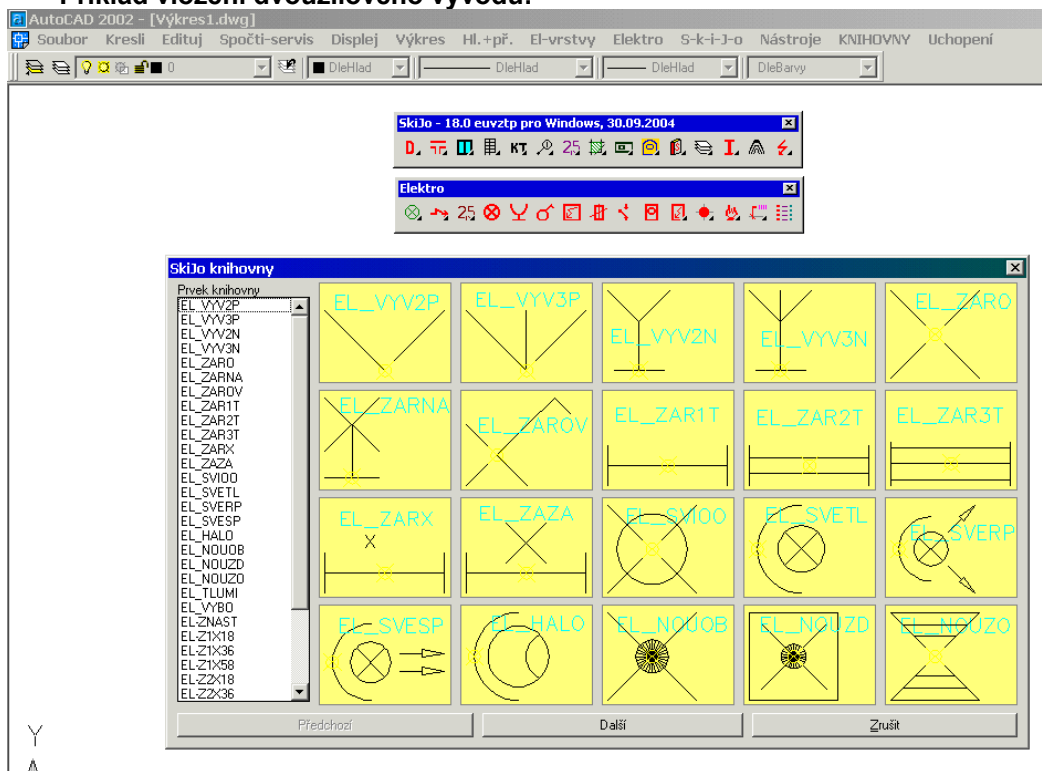 Příklad vložení dvoužilového vývodu:
AutoCAD 2002 - [Výkres1.dwg]
Soubor Kresli Edituj Spočti-servis Displej Výkres Hl.+př. El-vrstvy Elektro S-k-i-J-o Nástroje KNIHOVNY Uchopení
0 DleHlad DleHlad DleHlad DleBarvy
SkiJo - 18.0 euvztp pro Windows, 30.09.2004
Elektro
SkiJo knihovny
Prvek knihovny
EL_VYV2P
EL_VYV3P
EL_VYV2N
EL_VYV3N
EL_ZARO
EL_ZARNA
EL_ZAROV
EL_ZAR1T
EL_ZAR2T
EL_ZAR3T
EL_ZARX
EL_ZAZA
EL_SVIOO
EL_SVETL
EL_SVERP
EL_SVESP
EL_HALO
EL_NOUOB
EL_NOUZD
EL_NOUZO
EL_TLUMI
EL_VYBO
EL-ZNAST
EL-Z1X18
EL-Z1X36
EL-Z1X58
EL-Z2X18
EL-Z2X36
EL_VYV2P EL_VYV3P EL_VYV2N EL_VYV3N EL_ZARO
EL_ZARNA EL_ZAROV EL_ZAR1T EL_ZAR2T EL_ZAR3T
EL_ZARX EL_ZAZA EL_SVIOO EL_SVETL EL_SVERP
X
EL_SVESP EL_HALO EL_NOUOB EL_NOUZD EL_NOUZO
Předchozí Další Zrušit
Y